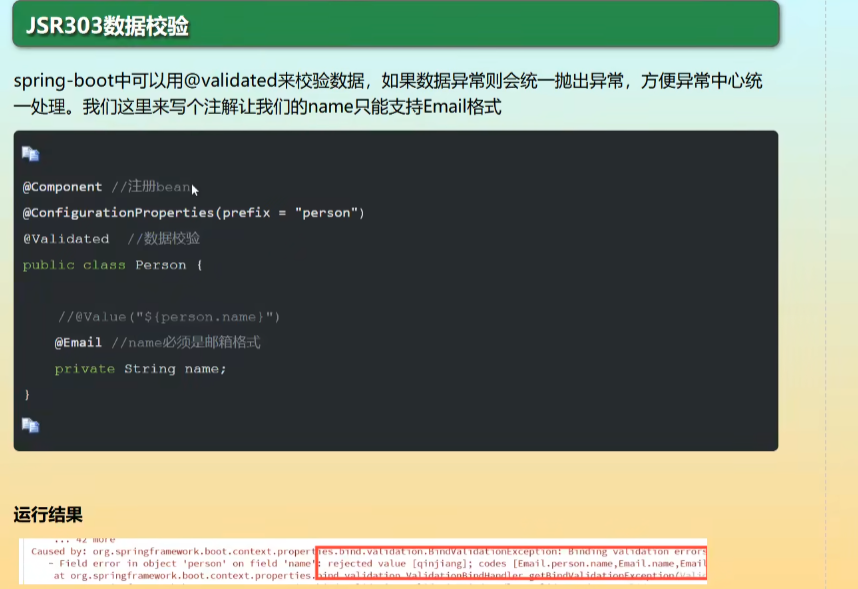 JSR303数据校验
spring-boot中可以用@validated来校验数据，如果数据异常则会统一抛出异常，方便异常中心统
一处理。我们这里来写个注解让我们的name只能支持Email格式
@Component //注册bean
@ConfigurationProperties(prefix = "person")
@Validated //数据校验
public class Person {
//@Value("${person.name}")
@Email //name必须是邮箱格式
private String name;
}
运行结果
... 42 more
Caused by: org.springframework.boot.context.properties.bind.validation.BindValidationException: Binding validation errors
- Field error in object 'person' on field 'name': rejected value [qinjiang]; codes [Email.person.name,Email.name,Email
at org.springframework.boot.context.properties.bind.validation.ValidationBindHandler.getBindValidationException(Vali